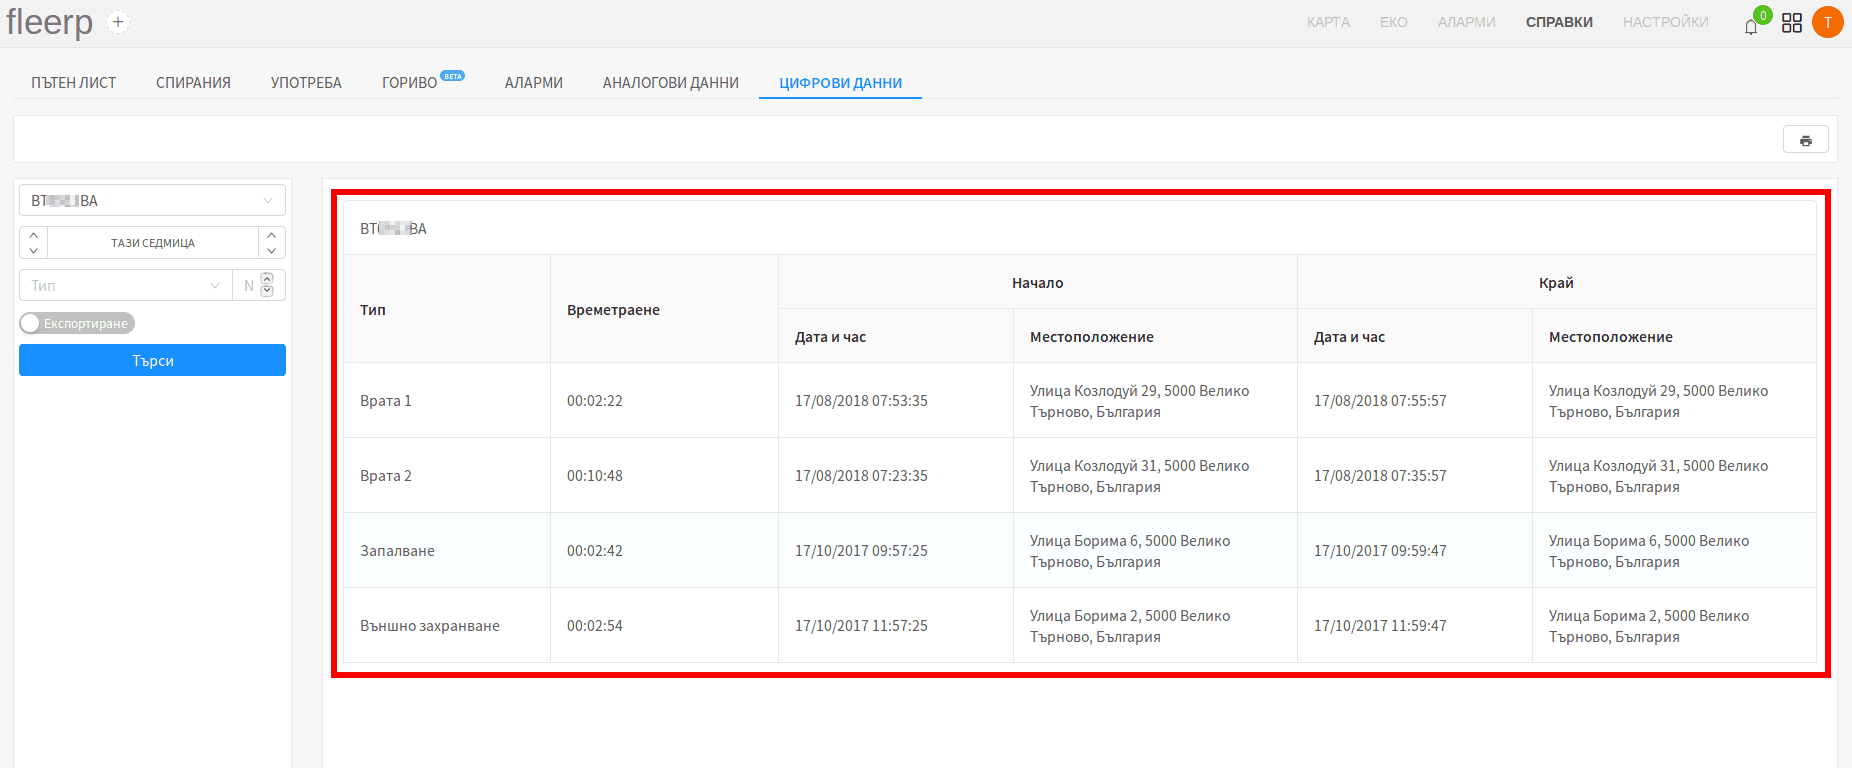 fleerp
КАРТА ЕКО АЛАРМИ СПРАВКИ НАСТРОЙКИ 0 T
ПЪТЕН ЛИСТ СПИРАНИЯ УПОТРЕБА ГОРИВО BETA АЛАРМИ АНАЛОГОВИ ДАННИ ЦИФРОВИ ДАННИ
ВТ ВА
ТАЗИ СЕДМИЦА
Тип N
Експортиране
Търси
ВТ ВА
Тип Времетраене Начало Край
Дата и час Местоположение Дата и час Местоположение
Врата 1 00:02:22 17/08/2018 07:53:35 Улица Козлодуй 29, 5000 Велико Търново, България 17/08/2018 07:55:57 Улица Козлодуй 29, 5000 Велико Търново, България
Врата 2 00:10:48 17/08/2018 07:23:35 Улица Козлодуй 31, 5000 Велико Търново, България 17/08/2018 07:35:57 Улица Козлодуй 31, 5000 Велико Търново, България
Запалване 00:02:42 17/10/2017 09:57:25 Улица Борима 6, 5000 Велико Търново, България 17/10/2017 09:59:47 Улица Борима 6, 5000 Велико Търново, България
Външно захранване 00:02:54 17/10/2017 11:57:25 Улица Борима 2, 5000 Велико Търново, България 17/10/2017 11:59:47 Улица Борима 2, 5000 Велико Търново, България